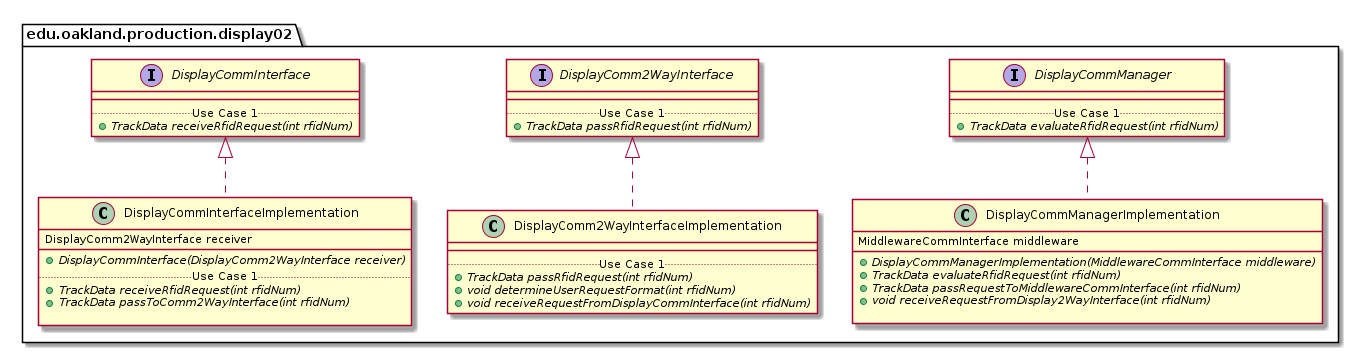 edu.oakland.production.display02
I DisplayCommInterface
Use Case 1
TrackData receiveRfidRequest(int rfidNum)
I DisplayComm2WayInterface
Use Case 1
TrackData passRfidRequest(int rfidNum)
I DisplayCommManager
Use Case 1
TrackData evaluateRfidRequest(int rfidNum)
C DisplayCommInterfaceImplementation
DisplayComm2WayInterface receiver
DisplayCommInterface(DisplayComm2WayInterface receiver)
Use Case 1
TrackData receiveRfidRequest(int rfidNum)
TrackData passToComm2WayInterface(int rfidNum)
C DisplayComm2WayInterfaceImplementation
Use Case 1
TrackData passRfidRequest(int rfidNum)
void determineUserRequestFormat(int rfidNum)
void receiveRequestFromDisplayCommInterface(int rfidNum)
C DisplayCommManagerImplementation
MiddlewareCommInterface middleware
DisplayCommManagerImplementation(MiddlewareCommInterface middleware)
TrackData evaluateRfidRequest(int rfidNum)
TrackData passRequestToMiddlewareCommInterface(int rfidNum)
void receiveRequestFromDisplay2WayInterface(int rfidNum)